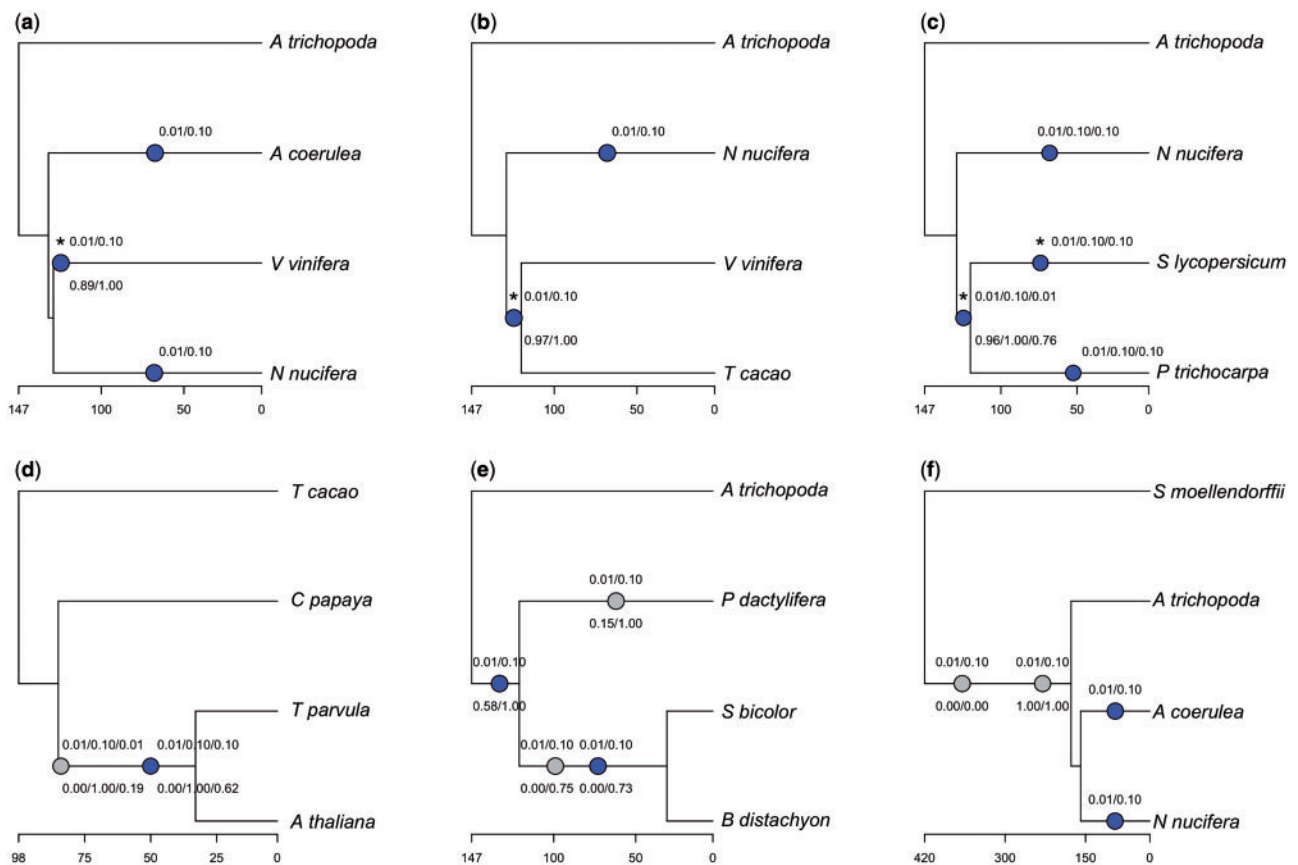 (a)
A trichopoda
0.01/0.10
A coerulea
* 0.01/0.10
V vinifera
0.89/1.00
0.01/0.10
N nucifera
147 100 50 0
(b)
A trichopoda
0.01/0.10
N nucifera
V vinifera
* 0.01/0.10
0.97/1.00
T cacao
147 100 50 0
(c)
A trichopoda
0.01/0.10/0.10
N nucifera
* 0.01/0.10/0.10
S lycopersicum
* 0.01/0.10/0.01
0.96/1.00/0.76
0.01/0.10/0.10
P trichocarpa
147 100 50 0
(d)
T cacao
C papaya
T parvula
0.01/0.10/0.01 0.01/0.10/0.10
0.00/1.00/0.19 0.00/1.00/0.62
A thaliana
98 75 50 25 0
(e)
A trichopoda
0.01/0.10
P dactylifera
0.15/1.00
0.01/0.10
0.58/1.00
S bicolor
0.01/0.10 0.01/0.10
0.00/0.75 0.00/0.73
B distachyon
147 100 50 0
(f)
S moellendorffii
A trichopoda
0.01/0.10 0.01/0.10
0.00/0.00 1.00/1.00
0.01/0.10
A coerulea
0.01/0.10
N nucifera
420 300 150 0